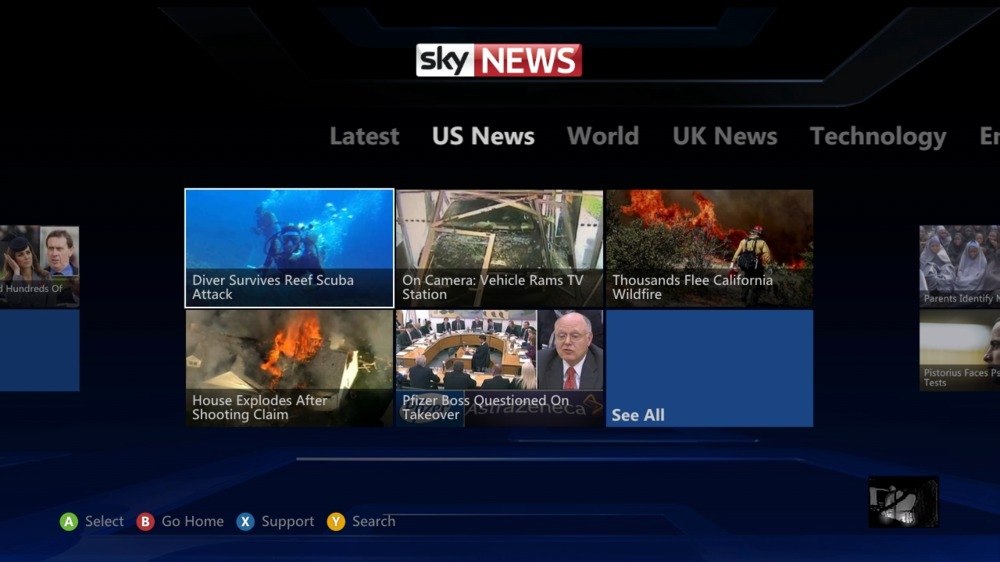 sky NEWS
Latest US News World UK News Technology
d Hundreds Of
Diver Survives Reef Scuba
Attack
On Camera: Vehicle Rams TV
Station
Thousands Flee California
Wildfire
Parents Identify
House Explodes After
Shooting Claim
Pfizer Boss Questioned On
Takeover
AstraZeneca
See All
Pistorius Faces Ps
Tests
A Select B Go Home X Support Y Search